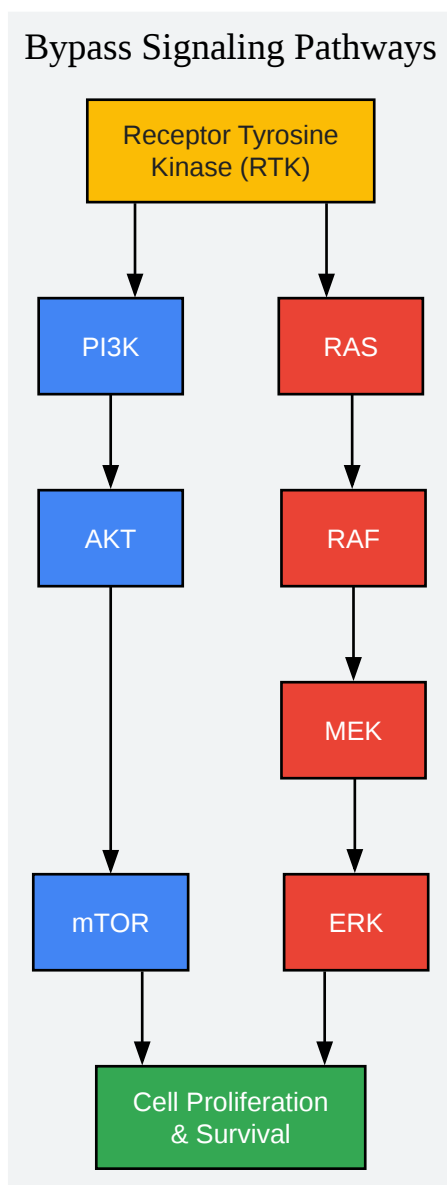 Bypass Signaling Pathways
Receptor Tyrosine
Kinase (RTK)
PI3K
RAS
AKT
RAF
MEK
mTOR
ERK
Cell Proliferation
& Survival